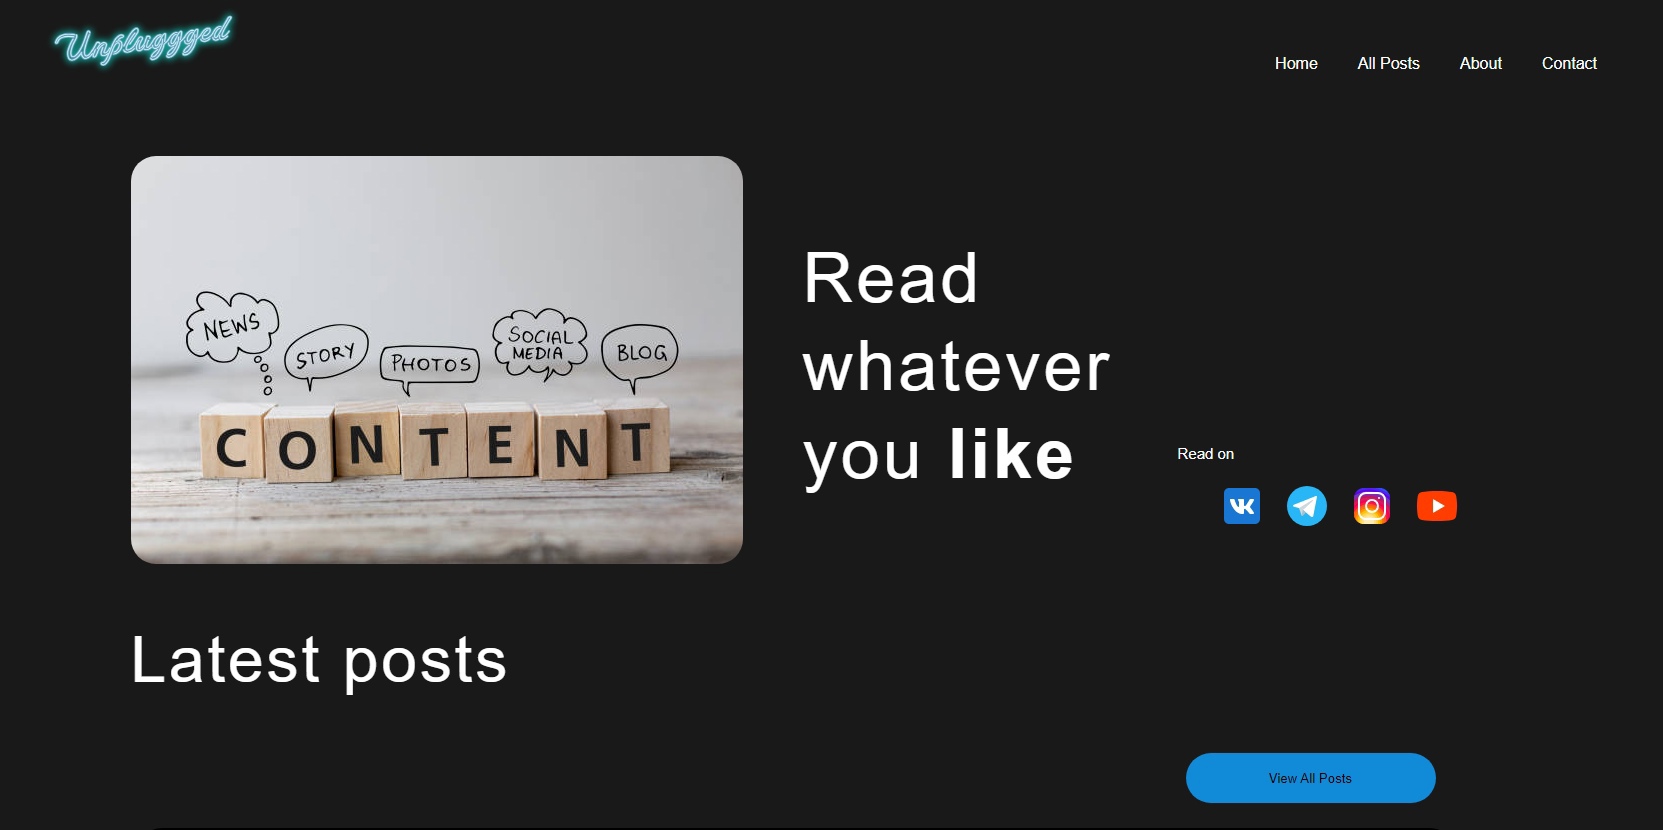 Unpluggged
Home All Posts About Contact
NEWS
STORY
PHOTOS
SOCIAL
MEDIA
BLOG
CONTENT
Read
whatever
you like
Read on
Latest posts
View All Posts